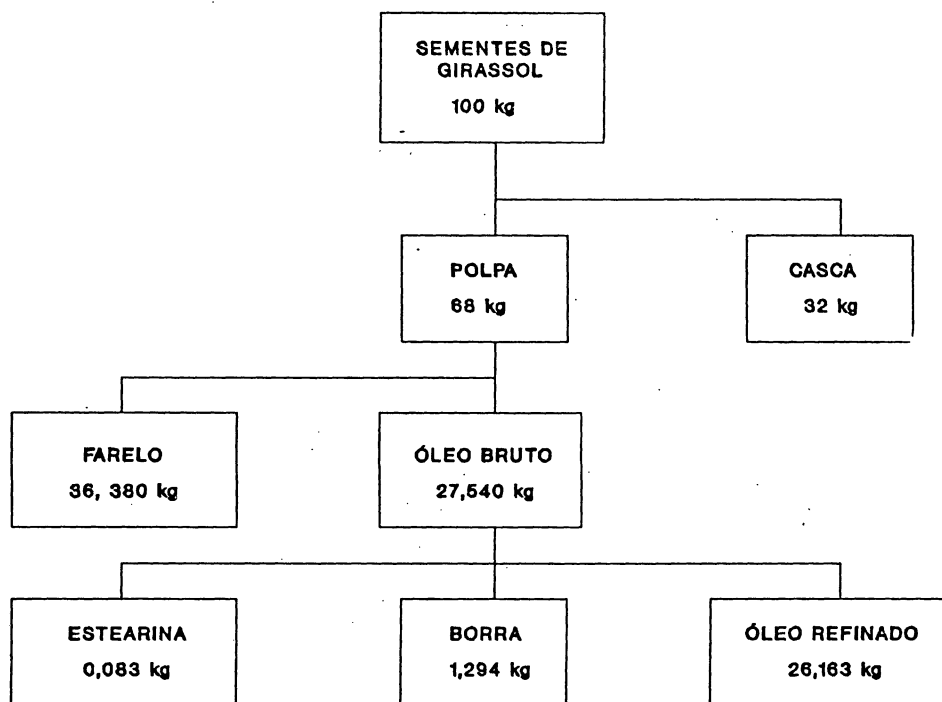 SEMENTES DE
GIRASSOL
100 kg
POLPA
68 kg
CASCA
32 kg
FARELO
36, 380 kg
ÓLEO BRUTO
27,540 kg
ESTEARINA
0,083 kg
BORRA
1,294 kg
ÓLEO REFINADO
26,163 kg